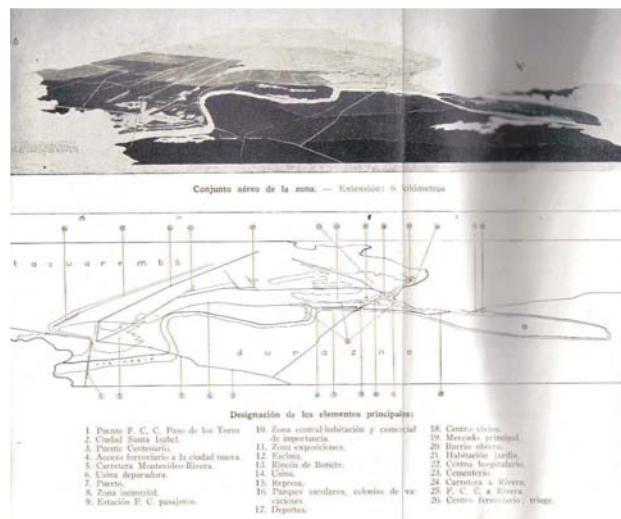 6
Conjunto aéreo de la zona. — Extensión: 6 kilómetros
tacuarembó
durazno
Designación de los elementos principales:
1. Puente F. C. C. Paso de los Toros
2. Ciudad Santa Isabel.
3. Puente Centenario.
4. Acceso ferroviario a la ciudad nueva.
5. Carretera Montevideo-Rivera.
6. Usina depuradora.
7. Puerto.
8. Zona industrial.
9. Estación F. C. pasajeros.
10. Zona central-habitación y comercial
de importancia.
11. Zona exposiciones.
12. Esclusa.
13. Rincón de Bonete.
14. Usina.
15. Represa.
16. Parques escolares, colonias de va-
caciones.
17. Deportes.
18. Centro cívico.
19. Mercado principal.
20. Barrio obrero.
21. Habitación jardín.
22. Centro hospitalario.
23. Cementerio.
24. Carretera a Rivera.
25. F. C. C. a Rivera.
26. Centro ferroviario; triage.